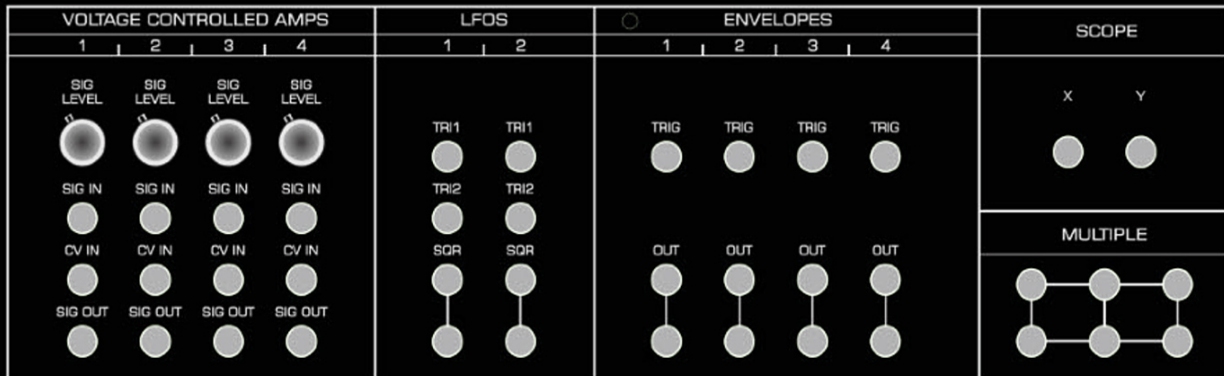 VOLTAGE CONTROLLED AMPS LFOS ENVELOPES SCOPE
1 2 3 4 1 2 1 2 3 4
SIG LEVEL SIG LEVEL SIG LEVEL SIG LEVEL
X Y
TRI1 TRI1 TRIG TRIG TRIG TRIG
SIG IN SIG IN SIG IN SIG IN TRI2 TRI2
MULTIPLE
CV IN CV IN CV IN CV IN SQR SQR OUT OUT OUT OUT
SIG OUT SIG OUT SIG OUT SIG OUT